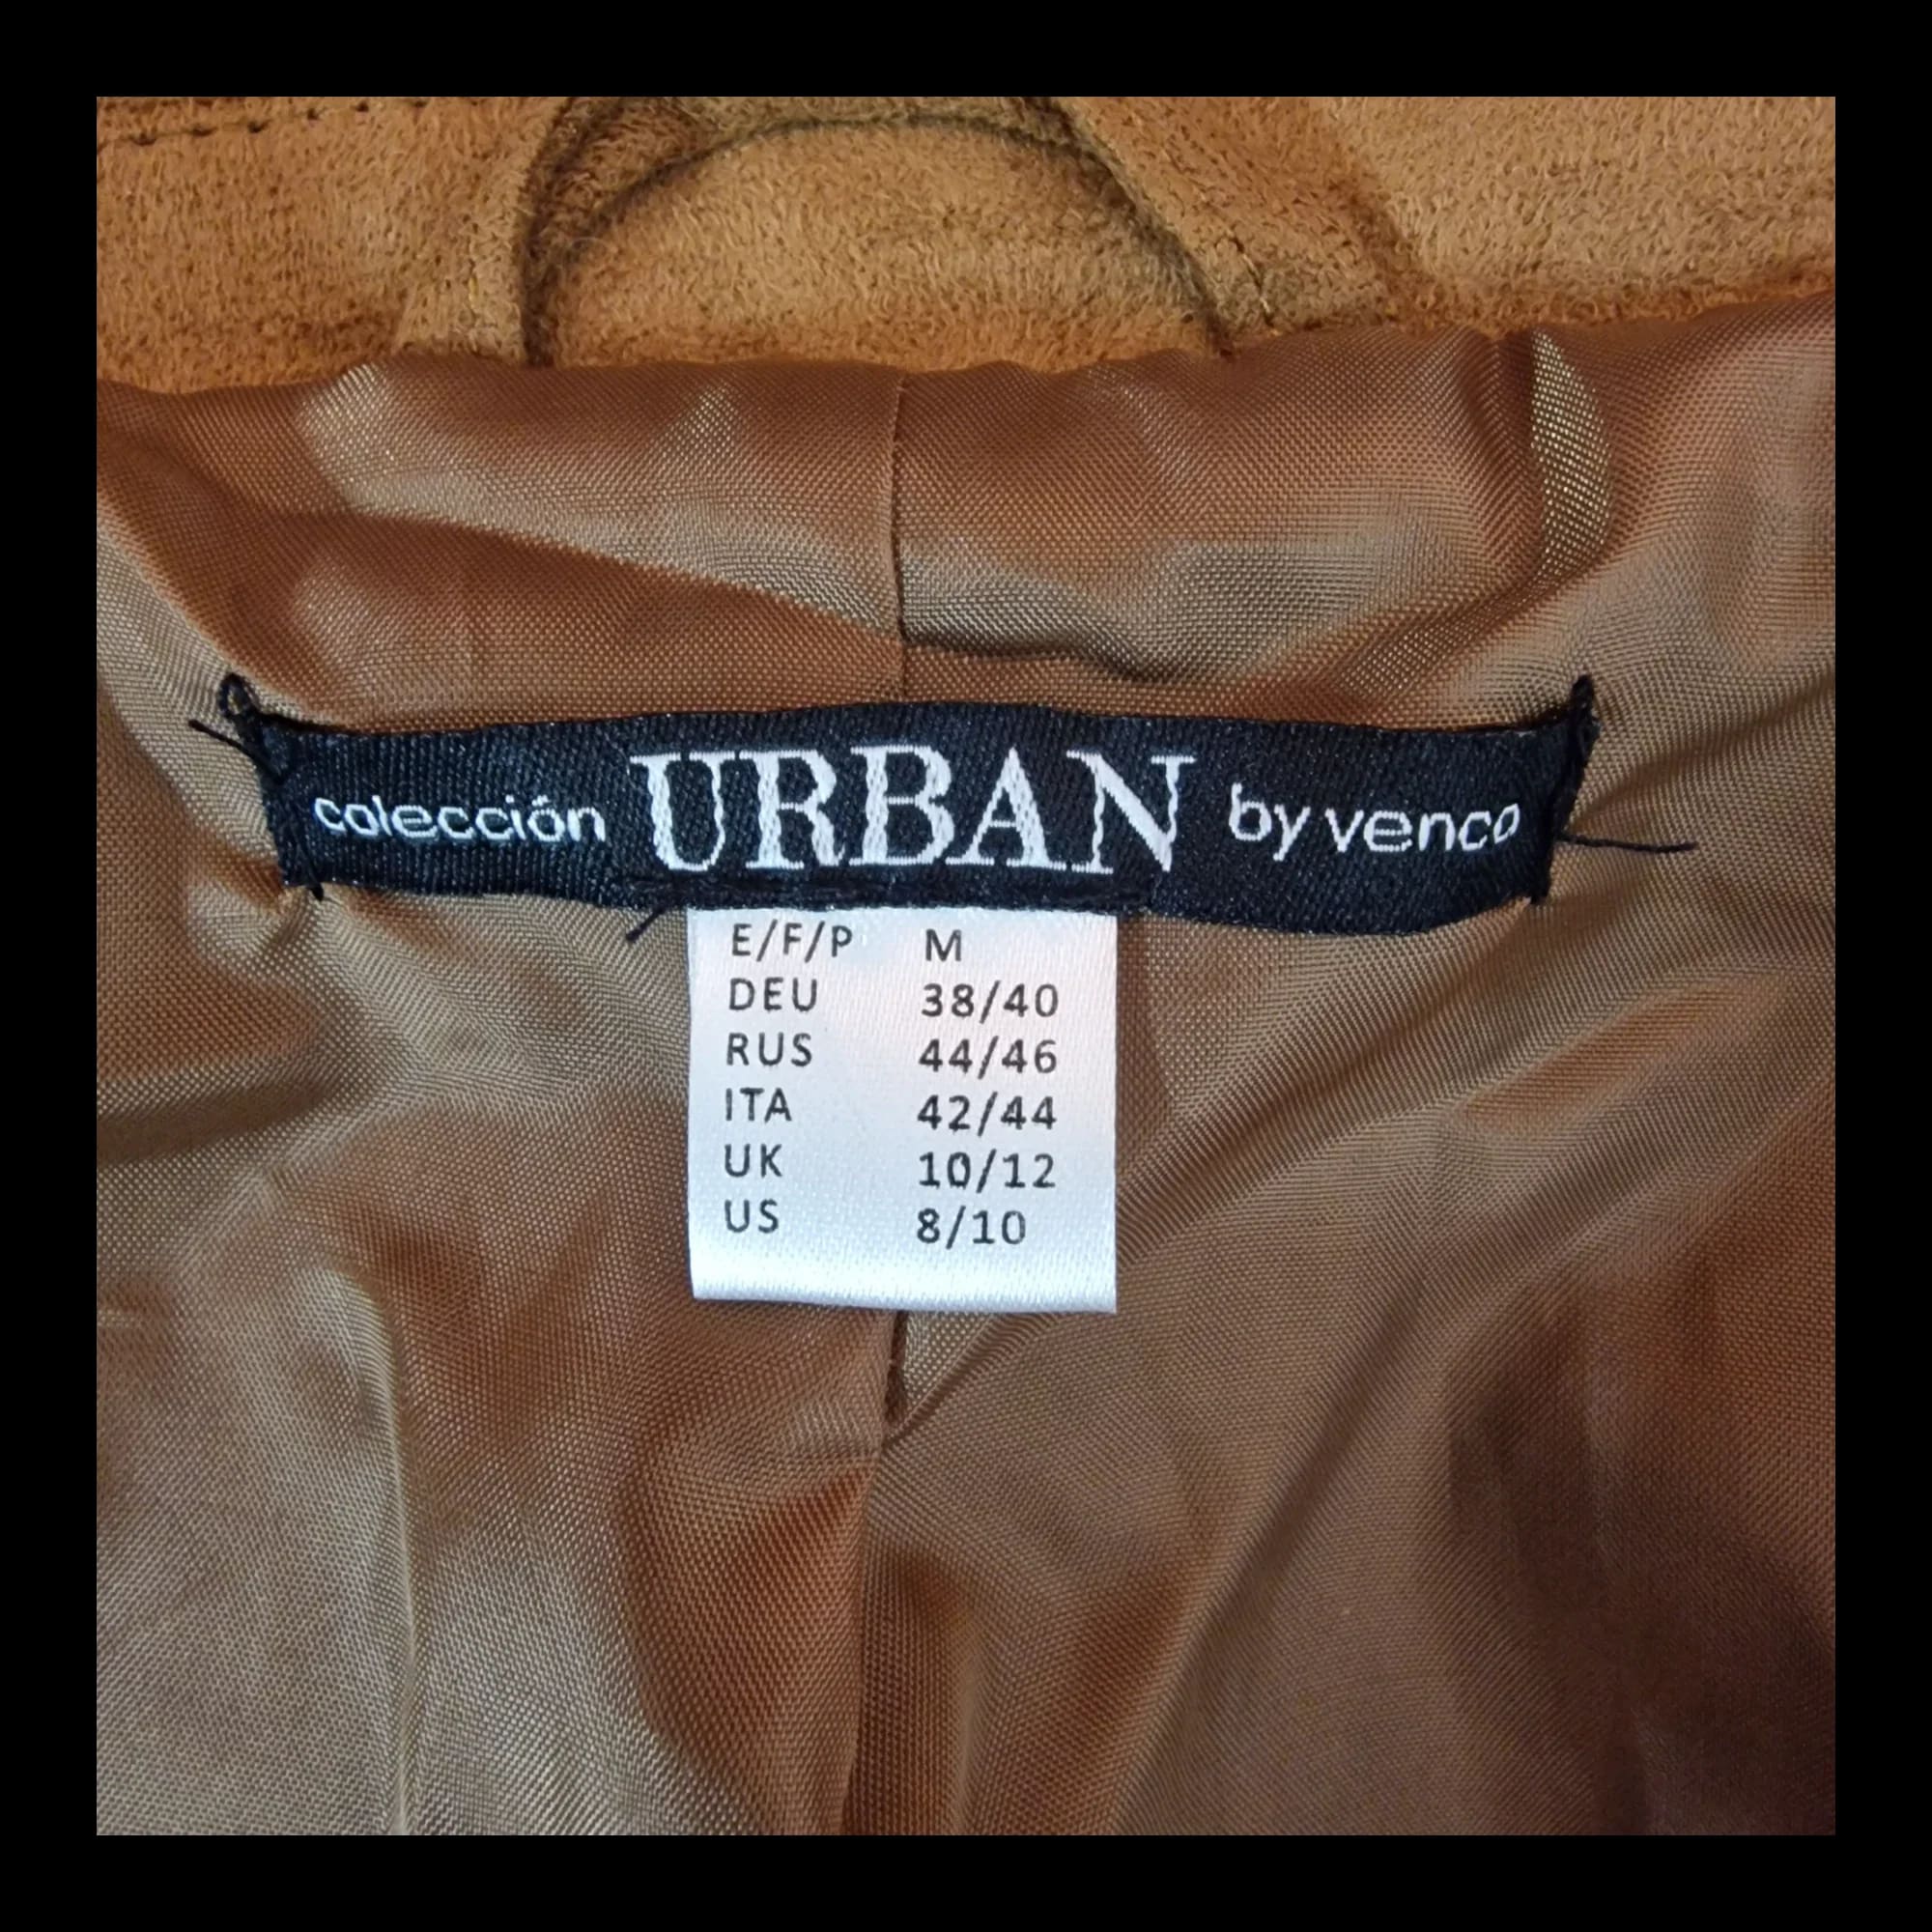 colección URBAN by venca
E/F/P M
DEU 38/40
RUS 44/46
ITA 42/44
UK 10/12
US 8/10